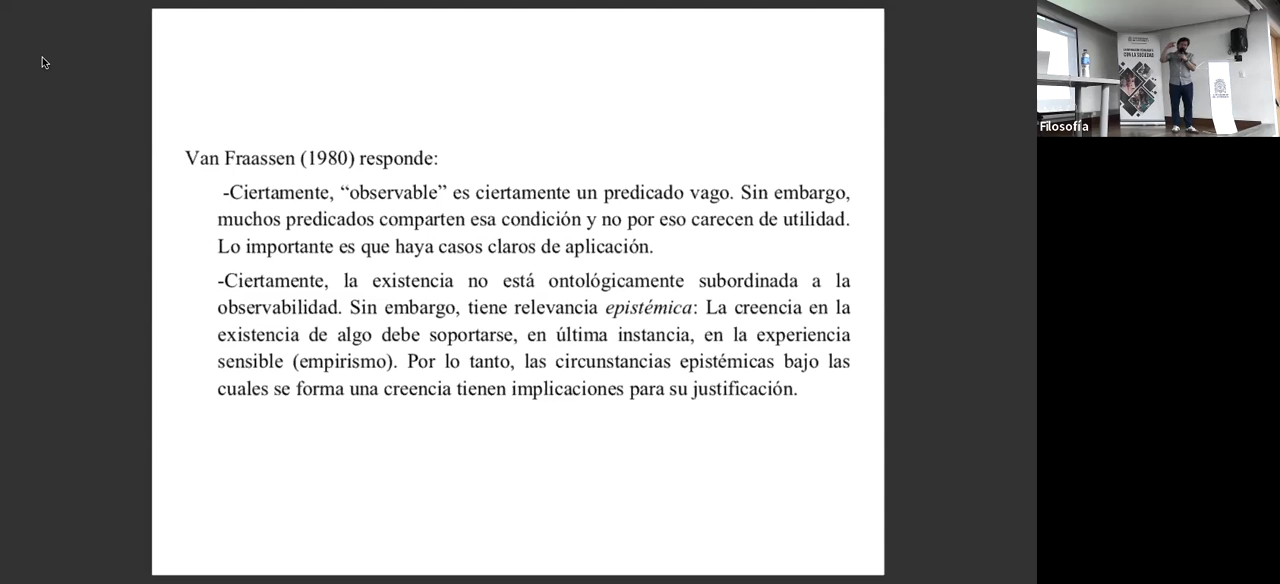 Van Fraassen (1980) responde:
-Ciertamente, “observable” es ciertamente un predicado vago. Sin embargo,
muchos predicados comparten esa condición y no por eso carecen de utilidad.
Lo importante es que haya casos claros de aplicación.
-Ciertamente, la existencia no está ontológicamente subordinada a la
observabilidad. Sin embargo, tiene relevancia epistémica: La creencia en la
existencia de algo debe soportarse, en última instancia, en la experiencia
sensible (empirismo). Por lo tanto, las circunstancias epistémicas bajo las
cuales se forma una creencia tienen implicaciones para su justificación.
CON LA SOCIEDAD
Filosofía